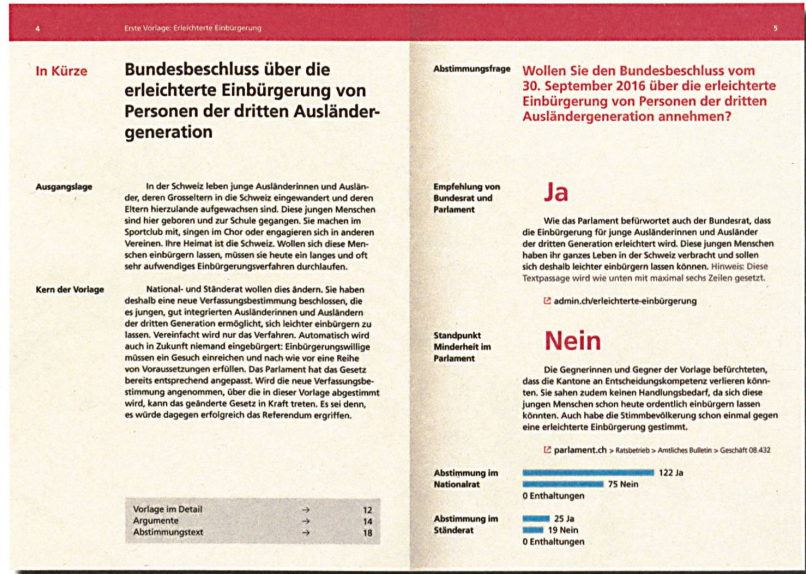 4
Erste Vorlage: Erleichterte Einbürgerung
In Kürze
Bundesbeschluss über die
erleichterte Einbürgerung von
Personen der dritten Ausländer-
generation
Ausgangslage
In der Schweiz leben junge Ausländerinnen und Auslän-
der, deren Grosseltern in die Schweiz eingewandert und deren
Eltern hierzulande aufgewachsen sind. Diese jungen Menschen
sind hier geboren und zur Schule gegangen. Sie machen im
Sportclub mit, singen im Chor oder engagieren sich in anderen
Vereinen. Ihre Heimat ist die Schweiz. Wollen sich diese Men-
schen einbürgern lassen, müssen sie heute ein langes und oft
sehr aufwendiges Einbürgerungsverfahren durchlaufen.
Kern der Vorlage
National- und Ständerat wollen dies ändern. Sie haben
deshalb eine neue Verfassungsbestimmung beschlossen, die
es jungen, gut integrierten Ausländerinnen und Ausländern
der dritten Generation ermöglicht, sich leichter einbürgern zu
lassen. Vereinfacht wird nur das Verfahren. Automatisch wird
auch in Zukunft niemand eingebürgert: Einbürgerungswillige
müssen ein Gesuch einreichen und nach wie vor eine Reihe
von Voraussetzungen erfüllen. Das Parlament hat das Gesetz
bereits entsprechend angepasst. Wird die neue Verfassungsbe-
stimmung angenommen, über die in dieser Vorlage abgestimmt
wird, kann das geänderte Gesetz in Kraft treten. Es sei denn,
es würde dagegen erfolgreich das Referendum ergriffen.
Vorlage im Detail → 12
Argumente → 14
Abstimmungstext → 18
5
Abstimmungsfrage
Wollen Sie den Bundesbeschluss vom
30. September 2016 über die erleichterte
Einbürgerung von Personen der dritten
Ausländergeneration annehmen?
Empfehlung von
Bundesrat und
Parlament
Ja
Wie das Parlament befürwortet auch der Bundesrat, dass
die Einbürgerung für junge Ausländerinnen und Ausländer
der dritten Generation erleichtert wird. Diese jungen Menschen
haben ihr ganzes Leben in der Schweiz verbracht und sollen
sich deshalb leichter einbürgern lassen können. Hinweis: Diese
Textpassage wird wie unten mit maximal sechs Zeilen gesetzt.
admin.ch/erleichterte-einbürgerung
Standpunkt
Minderheit im
Parlament
Nein
Die Gegnerinnen und Gegner der Vorlage befürchteten,
dass die Kantone an Entscheidungskompetenz verlieren könn-
ten. Sie sahen zudem keinen Handlungsbedarf, da sich diese
jungen Menschen schon heute ordentlich einbürgern lassen
könnten. Auch habe die Stimmbevölkerung schon einmal gegen
eine erleichterte Einbürgerung gestimmt.
parlament.ch > Ratsbetrieb > Amtliches Bulletin > Geschäft 08.432
Abstimmung im
Nationalrat
122 Ja
75 Nein
0 Enthaltungen
Abstimmung im
Ständerat
25 Ja
19 Nein
0 Enthaltungen